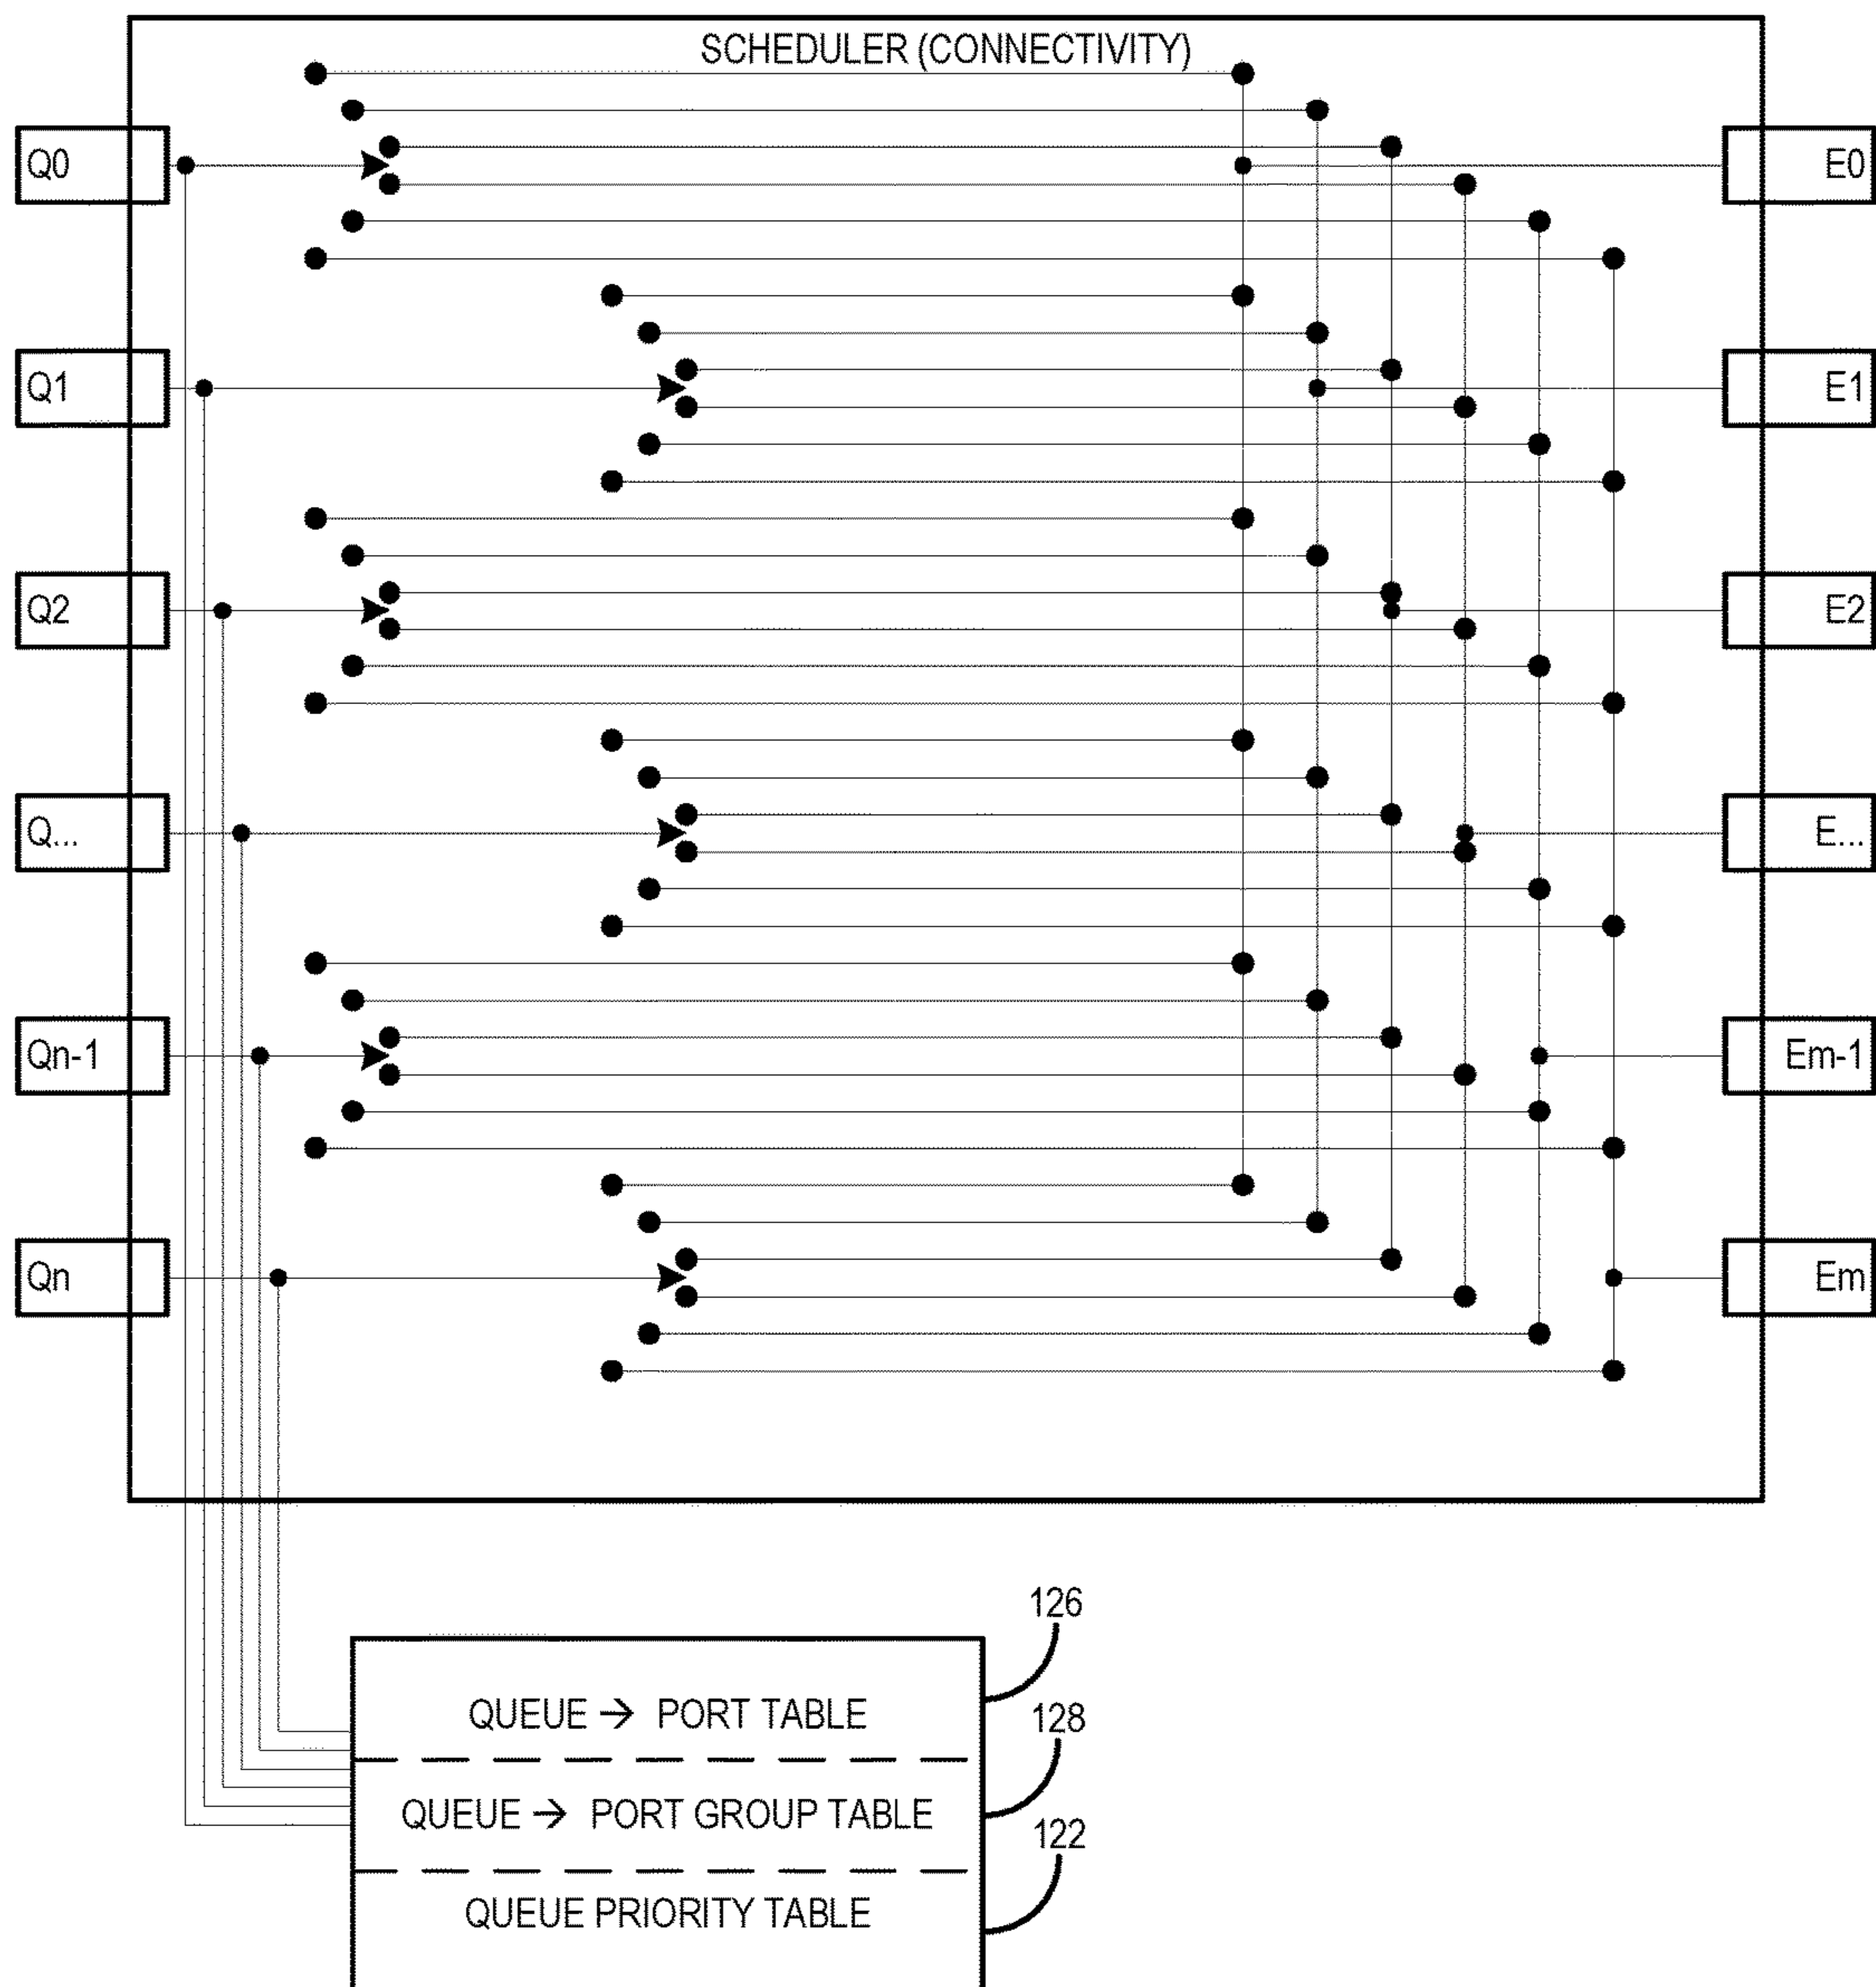 SCHEDULER (CONNECTIVITY)
Q0
E0
Q1
E1
Q2
E2
Q...
E...
Qn-1
Em-1
Qn
Em
126
QUEUE → PORT TABLE
128
QUEUE → PORT GROUP TABLE
122
QUEUE PRIORITY TABLE